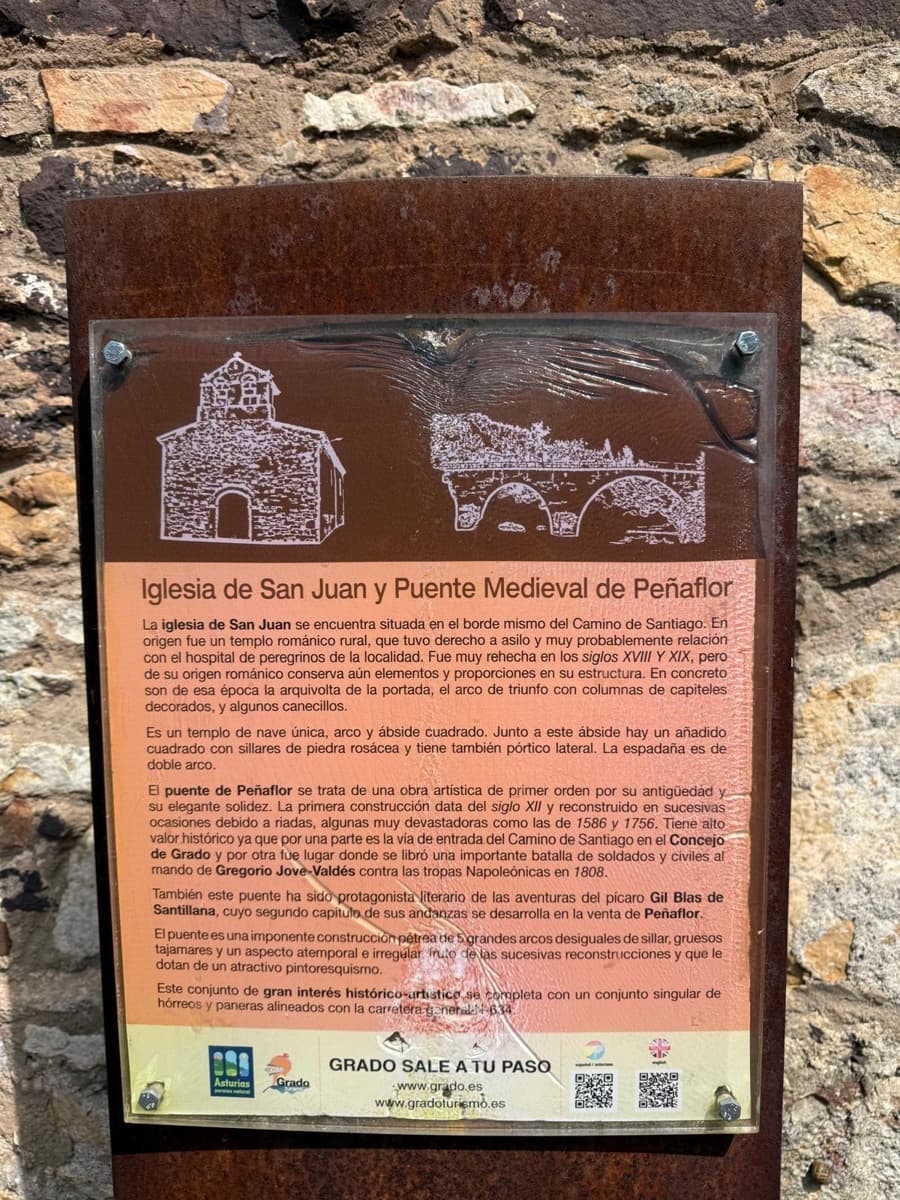 Iglesia de San Juan y Puente Medieval de Peñaflor
La iglesia de San Juan se encuentra situada en el borde mismo del Camino de Santiago. En
origen fue un templo románico rural, que tuvo derecho a asilo y muy probablemente relación
con el hospital de peregrinos de la localidad. Fue muy rehecha en los siglos XVIII Y XIX, pero
de su origen románico conserva aún elementos y proporciones en su estructura. En concreto
son de esa época la arquivolta de la portada, el arco de triunfo con columnas de capiteles
decorados, y algunos canecillos.
Es un templo de nave única, arco y ábside cuadrado. Junto a este ábside hay un añadido
cuadrado con sillares de piedra rosácea y tiene también pórtico lateral. La espadaña es de
doble arco.
El puente de Peñaflor se trata de una obra artística de primer orden por su antigüedad y
su elegante solidez. La primera construcción data del siglo XII y reconstruido en sucesivas
ocasiones debido a riadas, algunas muy devastadoras como las de 1586 y 1756. Tiene alto
valor histórico ya que por una parte es la vía de entrada del Camino de Santiago en el Concejo
de Grado y por otra fue lugar donde se libró una importante batalla de soldados y civiles al
mando de Gregorio Jove-Valdés contra las tropas Napoleónicas en 1808.
También este puente ha sido protagonista literario de las aventuras del pícaro Gil Blas de
Santillana, cuyo segundo capítulo de sus andanzas se desarrolla en la venta de Peñaflor.
El puente es una imponente construcción pétrea de 5 grandes arcos desiguales de sillar, gruesos
tajamares y un aspecto atemporal e irregular, fruto de las sucesivas reconstrucciones y que le
dotan de un atractivo pintoresquismo.
Este conjunto de gran interés histórico-artístico se completa con un conjunto singular de
hórreos y paneras alineados con la carretera general N-634.
Asturias
paraíso natural
Grado
GRADO SALE A TU PASO
www.grado.es
www.gradoturismo.es
español / asturiano
english